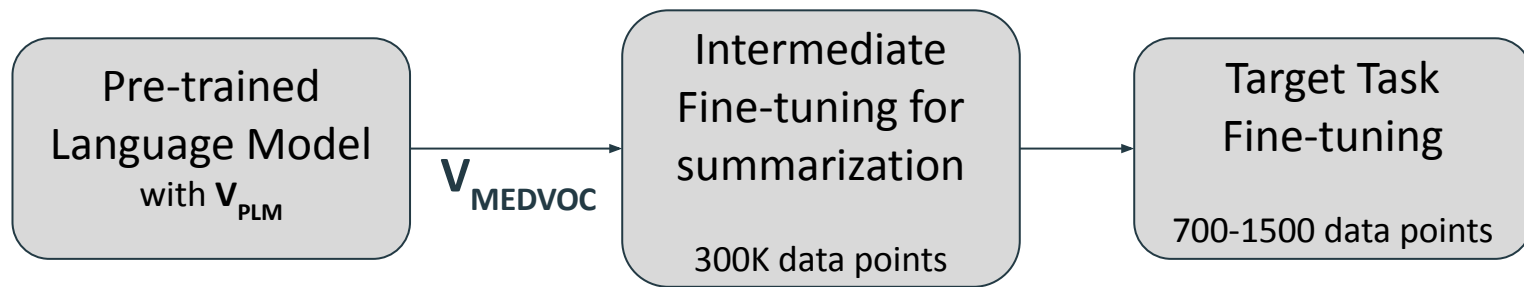 Pre-trained
Language Model
with V_PLM
V_MEDVOC
Intermediate
Fine-tuning for
summarization
300K data points
Target Task
Fine-tuning
700-1500 data points